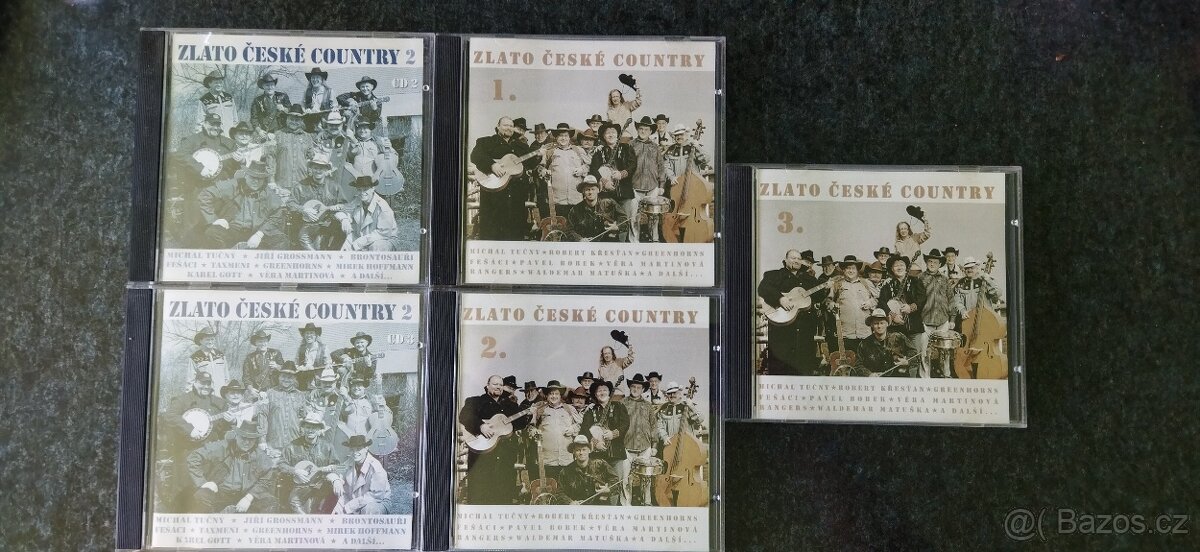 ZLATO ČESKÉ COUNTRY 2
CD 2
MICHAL TUČNÝ ★ JIŘÍ GROSSMANN ★ BRONTOSAUŘI
FEŠÁCI ★ TAXMENI ★ GREENHORNS ★ MIREK HOFFMANN
KAREL GOTT ★ VĚRA MARTINOVÁ ★ A DALŠÍ...
ZLATO ČESKÉ COUNTRY
1.
MICHAL TUČNÝ★ROBERT KŘESŤAN★GREENHORNS
FEŠÁCI★PAVEL BOBEK★VĚRA MARTINOVÁ
RANGERS★WALDEMAR MATUŠKA★A DALŠÍ...
ZLATO ČESKÉ COUNTRY
3.
MICHAL TUČNÝ★ROBERT KŘESŤAN★GREENHORNS
FEŠÁCI★PAVEL BOBEK★VĚRA MARTINOVÁ
RANGERS★WALDEMAR MATUŠKA★A DALŠÍ...
ZLATO ČESKÉ COUNTRY 2
CD 3
MICHAL TUČNÝ ★ JIŘÍ GROSSMANN ★ BRONTOSAUŘI
FEŠÁCI ★ TAXMENI ★ GREENHORNS ★ MIREK HOFFMANN
KAREL GOTT ★ VĚRA MARTINOVÁ ★ A DALŠÍ...
ZLATO ČESKÉ COUNTRY
2.
MICHAL TUČNÝ★ROBERT KŘESŤAN★GREENHORNS
FEŠÁCI★PAVEL BOBEK★VĚRA MARTINOVÁ
RANGERS★WALDEMAR MATUŠKA★A DALŠÍ...
@( Bazos.cz